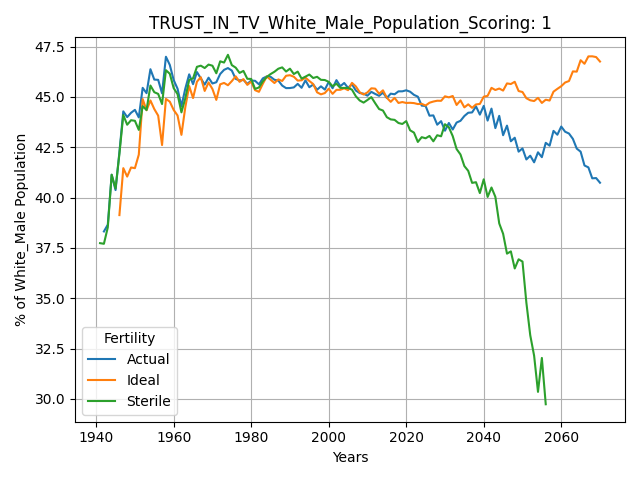 TRUST_IN_TV_White_Male_Population_Scoring: 1
% of White_Male Population
47.5
45.0
42.5
40.0
37.5
35.0
32.5
30.0
Fertility
Actual
Ideal
Sterile
1940
1960
1980
2000
2020
2040
2060
Years